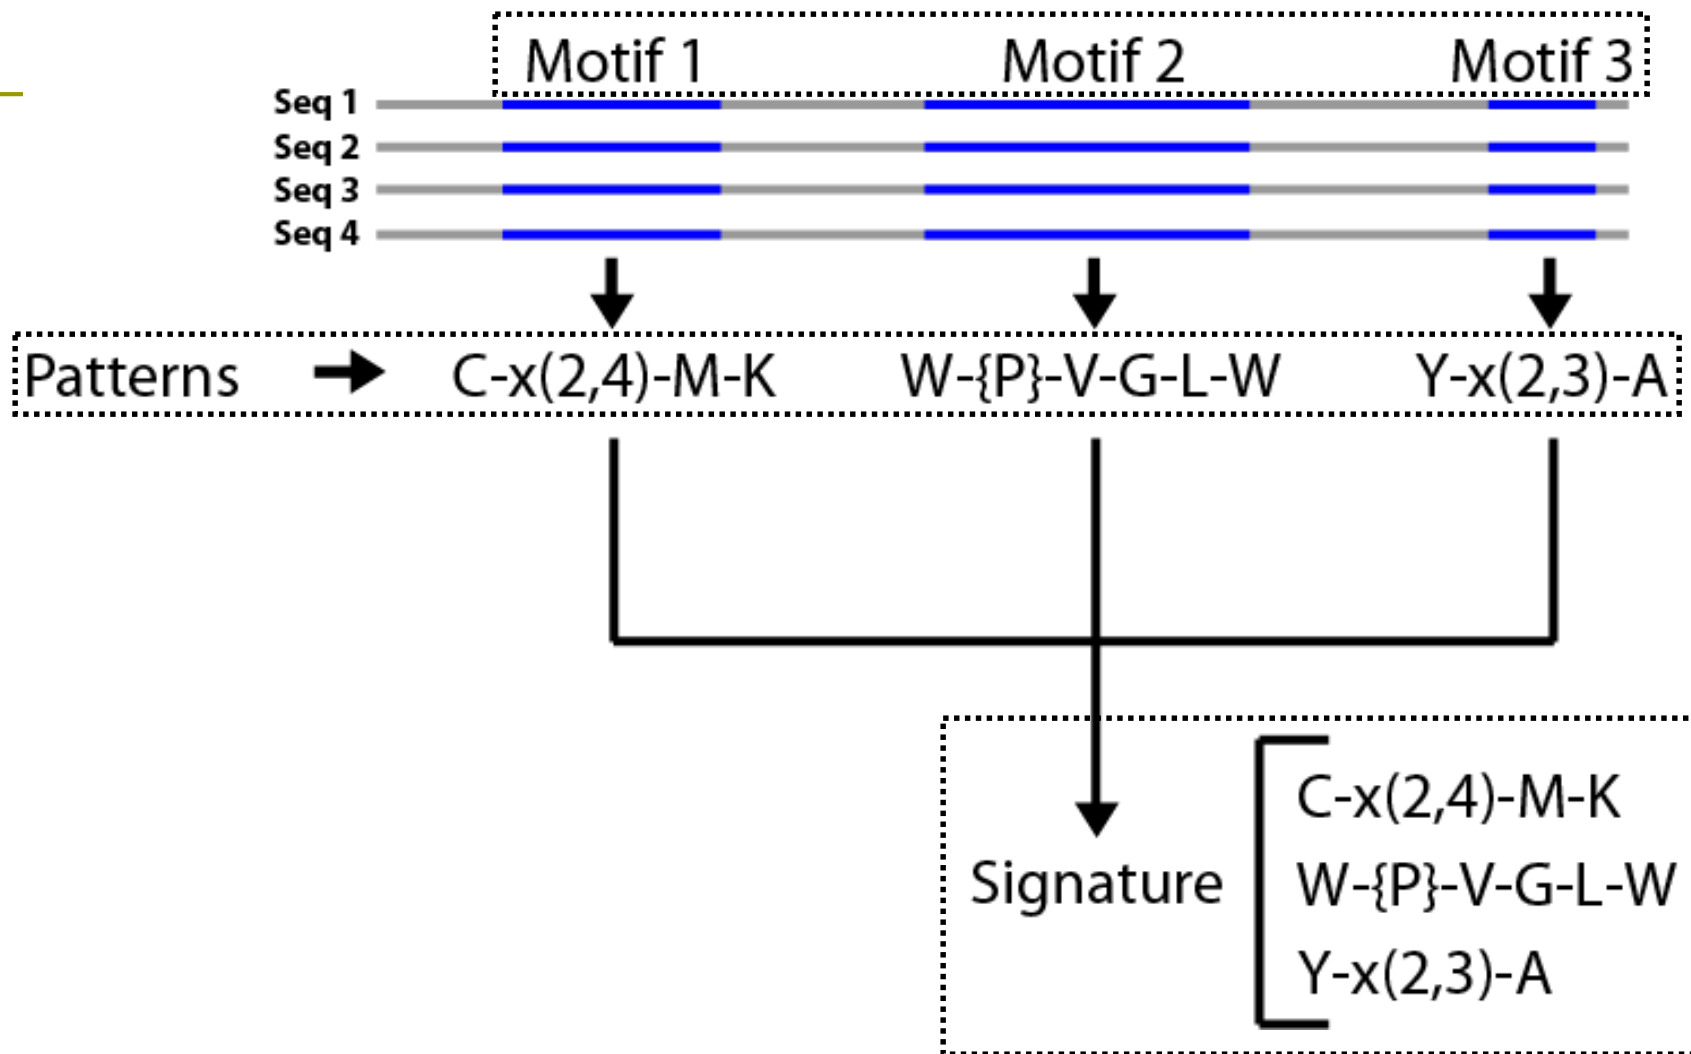 Motif 1 Motif 2 Motif 3
Seq 1
Seq 2
Seq 3
Seq 4
Patterns C-x(2,4)-M-K W-{P}-V-G-L-W Y-x(2,3)-A
C-x(2,4)-M-K
Signature W-{P}-V-G-L-W
Y-x(2,3)-A